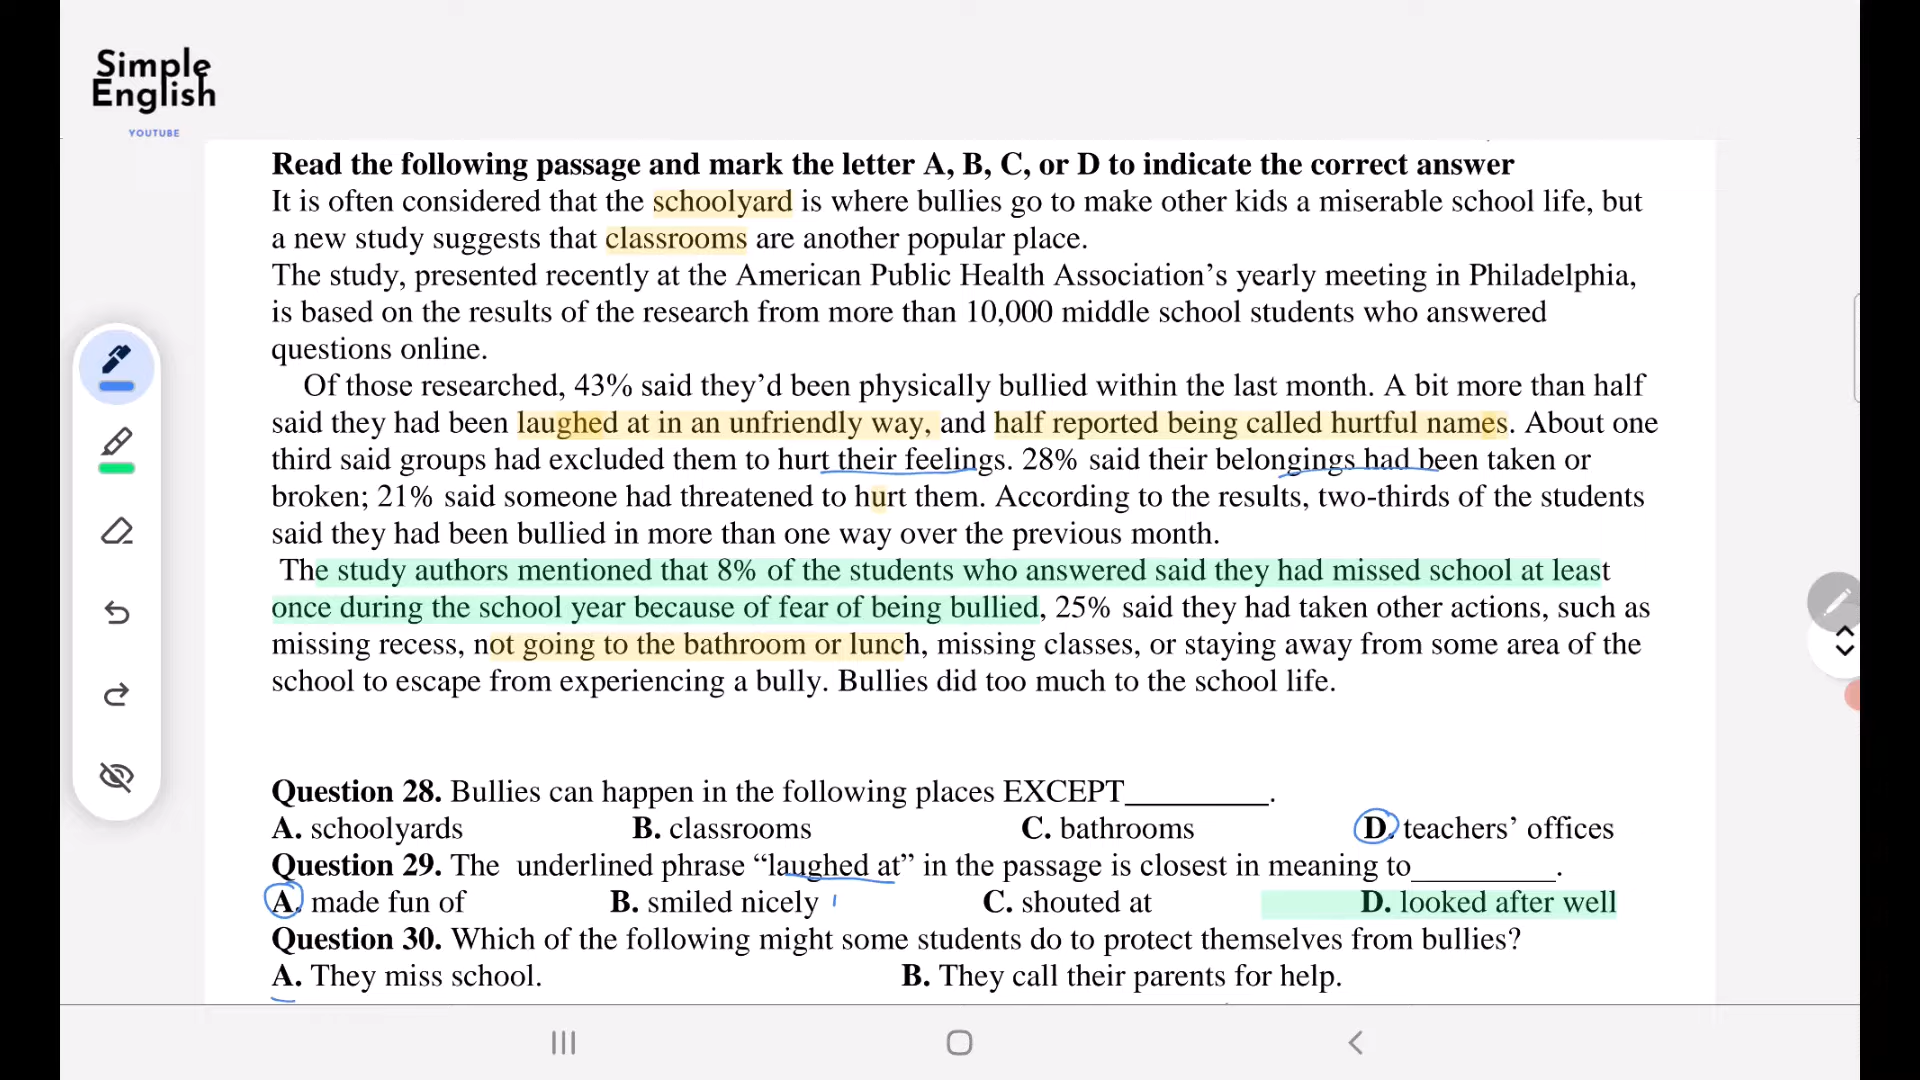 Simple
English
YOUTUBE
Read the following passage and mark the letter A, B, C, or D to indicate the correct answer
It is often considered that the schoolyard is where bullies go to make other kids a miserable school life, but
a new study suggests that classrooms are another popular place.
The study, presented recently at the American Public Health Association’s yearly meeting in Philadelphia,
is based on the results of the research from more than 10,000 middle school students who answered
questions online.
Of those researched, 43% said they’d been physically bullied within the last month. A bit more than half
said they had been laughed at in an unfriendly way, and half reported being called hurtful names. About one
third said groups had excluded them to hurt their feelings. 28% said their belongings had been taken or
broken; 21% said someone had threatened to hurt them. According to the results, two-thirds of the students
said they had been bullied in more than one way over the previous month.
The study authors mentioned that 8% of the students who answered said they had missed school at least
once during the school year because of fear of being bullied, 25% said they had taken other actions, such as
missing recess, not going to the bathroom or lunch, missing classes, or staying away from some area of the
school to escape from experiencing a bully. Bullies did too much to the school life.
Question 28. Bullies can happen in the following places EXCEPT__________.
A. schoolyards B. classrooms C. bathrooms D. teachers’ offices
Question 29. The underlined phrase “laughed at” in the passage is closest in meaning to__________.
A. made fun of B. smiled nicely C. shouted at D. looked after well
Question 30. Which of the following might some students do to protect themselves from bullies?
A. They miss school. B. They call their parents for help.